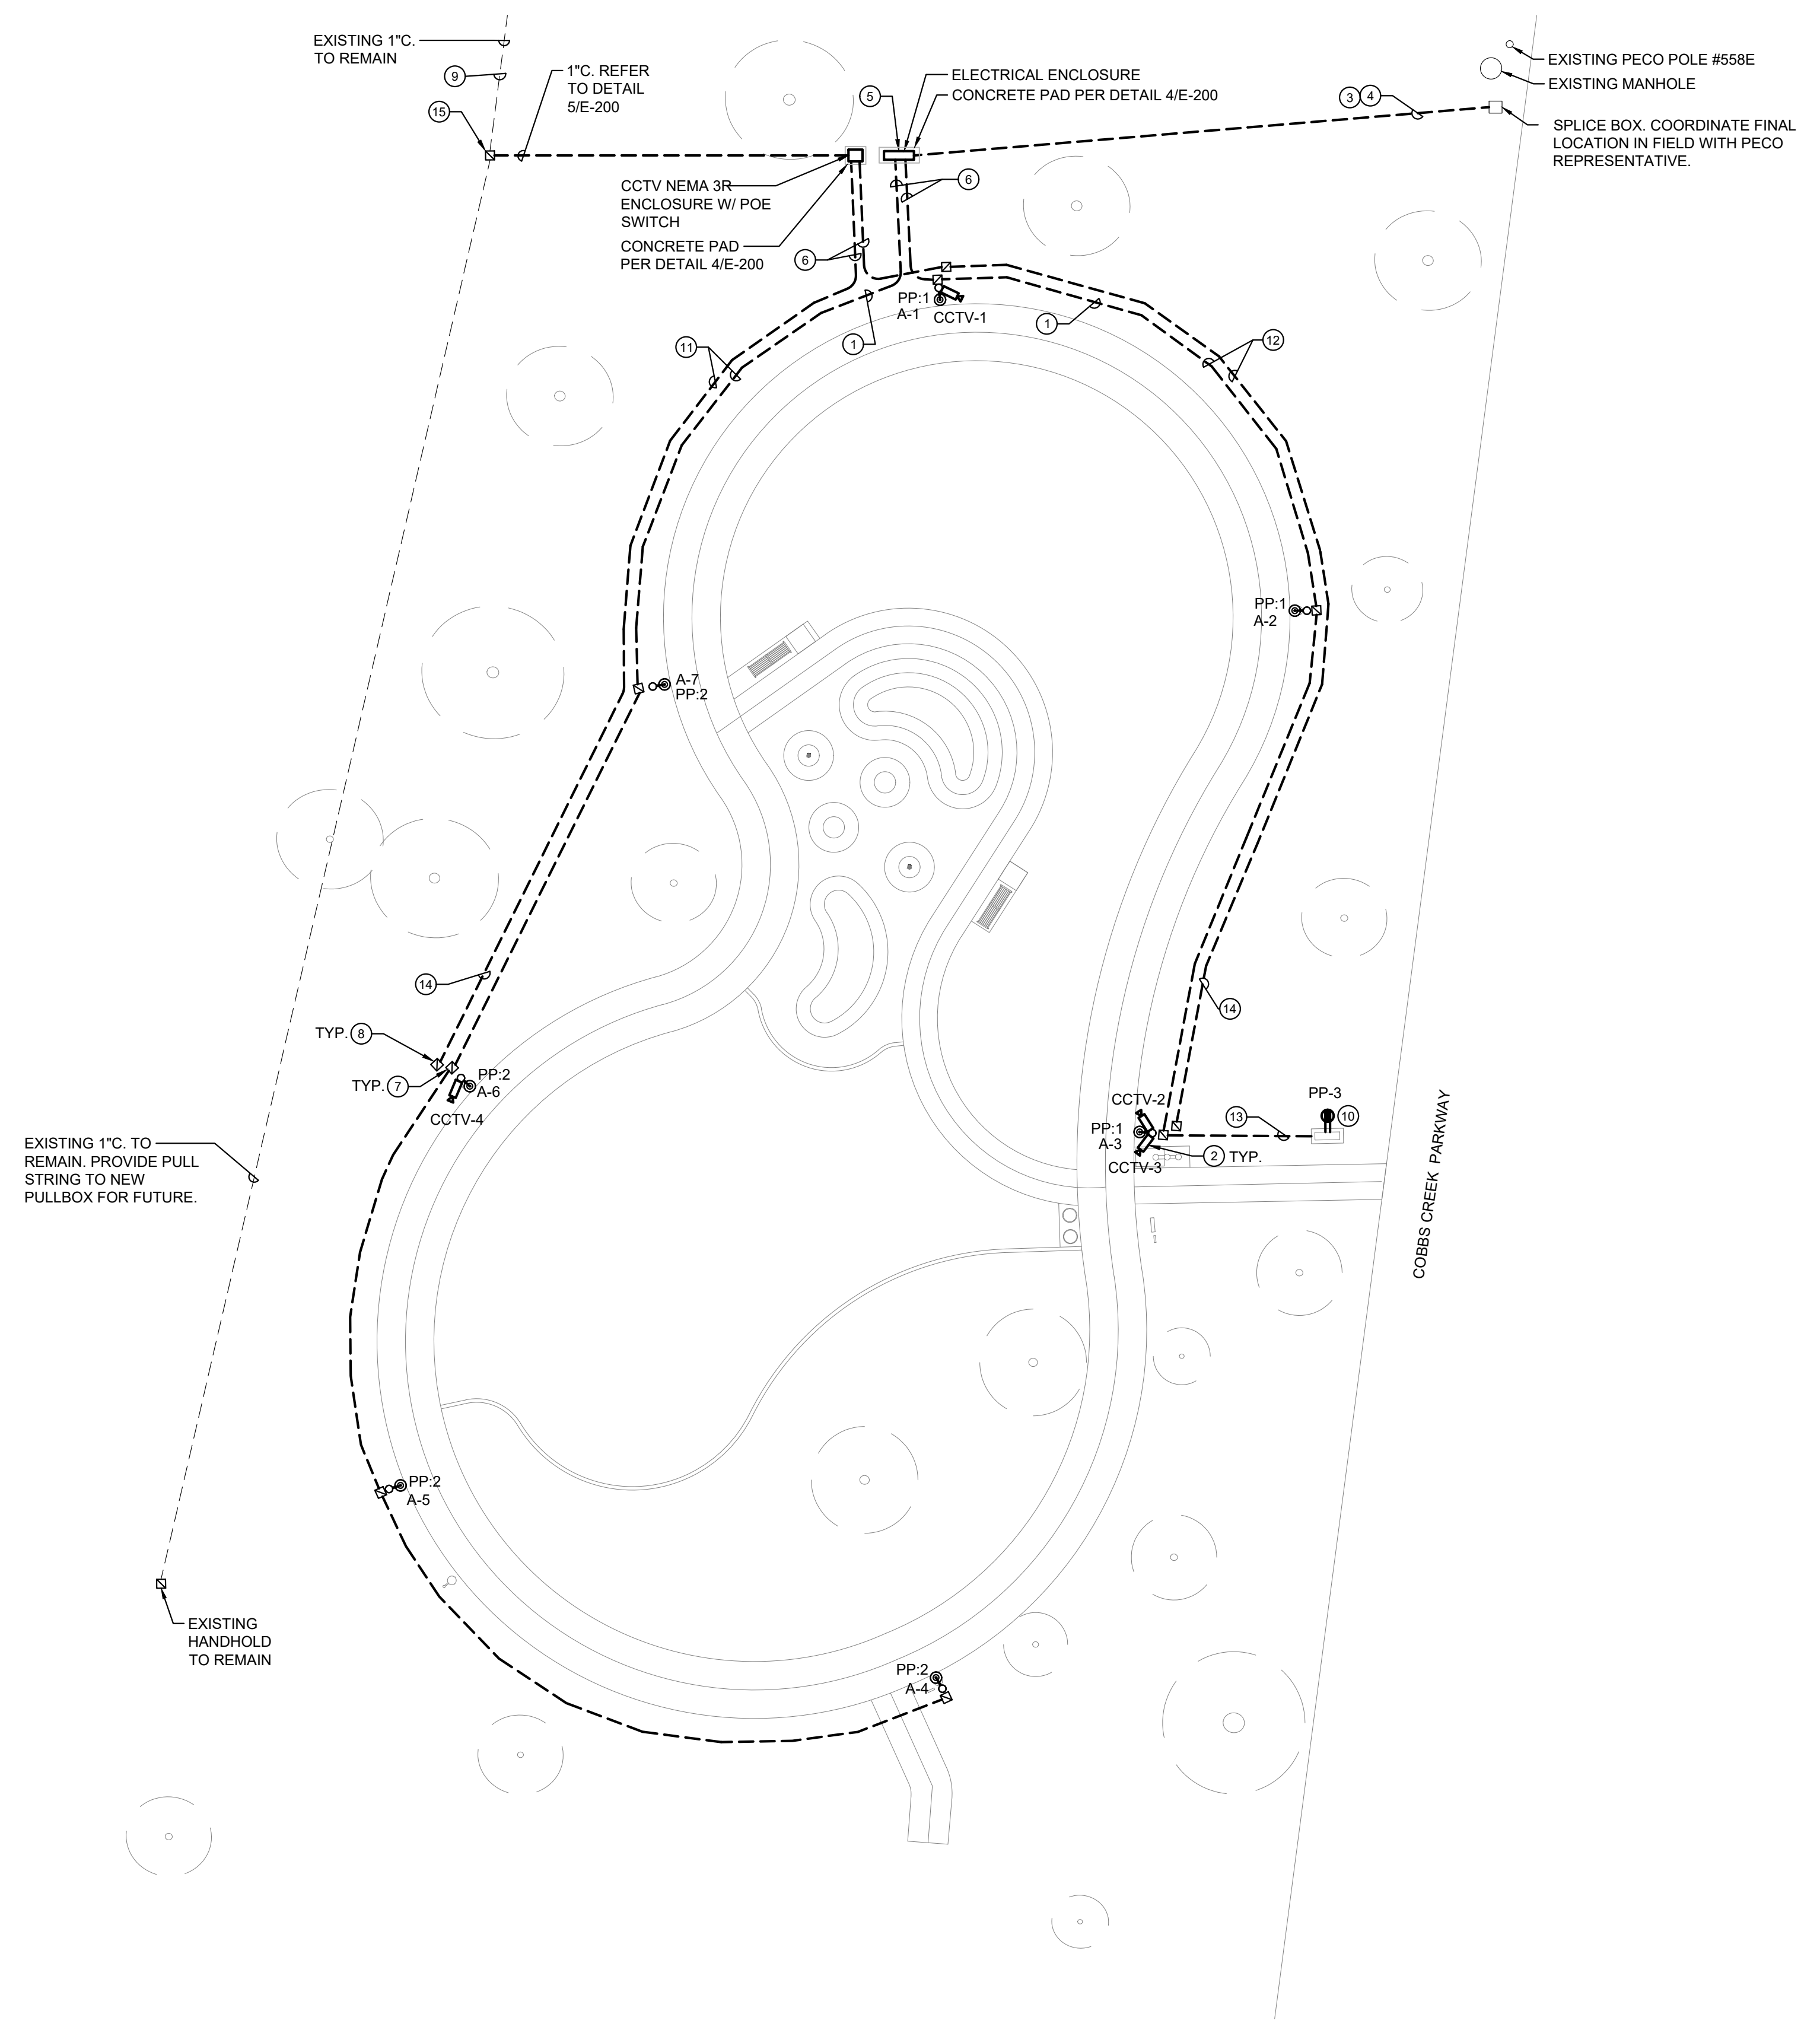 EXISTING 1"C.
TO REMAIN
9
15
1"C. REFER
TO DETAIL
5/E-200
5
ELECTRICAL ENCLOSURE
CONCRETE PAD PER DETAIL 4/E-200
3
4
EXISTING PECO POLE #558E
EXISTING MANHOLE
SPLICE BOX. COORDINATE FINAL
LOCATION IN FIELD WITH PECO
REPRESENTATIVE.
CCTV NEMA 3R
ENCLOSURE W/ POE
SWITCH
CONCRETE PAD
PER DETAIL 4/E-200
6
6
PP:1
A-1
CCTV-1
1
1
11
12
PP:1
A-2
A-7
PP:2
14
14
TYP. 8
TYP. 7
PP:2
A-6
CCTV-4
CCTV-2
PP:1
A-3
CCTV-3
2 TYP.
13
PP-3
10
COBBS CREEK PARKWAY
EXISTING 1"C. TO
REMAIN. PROVIDE PULL
STRING TO NEW
PULLBOX FOR FUTURE.
PP:2
A-5
EXISTING
HANDHOLD
TO REMAIN
PP:2
A-4